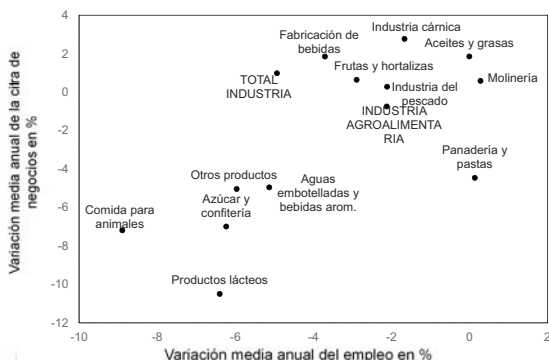 Variación media anual de la citra de
negocios en %
4
2
0
-2
-4
-6
-8
-10
-12
Industria cárnica
Fabricación de
bebidas
Aceites y grasas
Frutas y hortalizas
TOTAL
INDUSTRIA
Molinería
Industria del
pescado
INDUSTRIA
AGROALIMENTA
RIA
Panadería y
pastas
Otros productos
Aguas
embotelladas y
bebidas arom.
Azúcar y
confitería
Comida para
animales
Productos lácteos
-10
-8
-6
-4
-2
0
2
Variación media anual del empleo en %